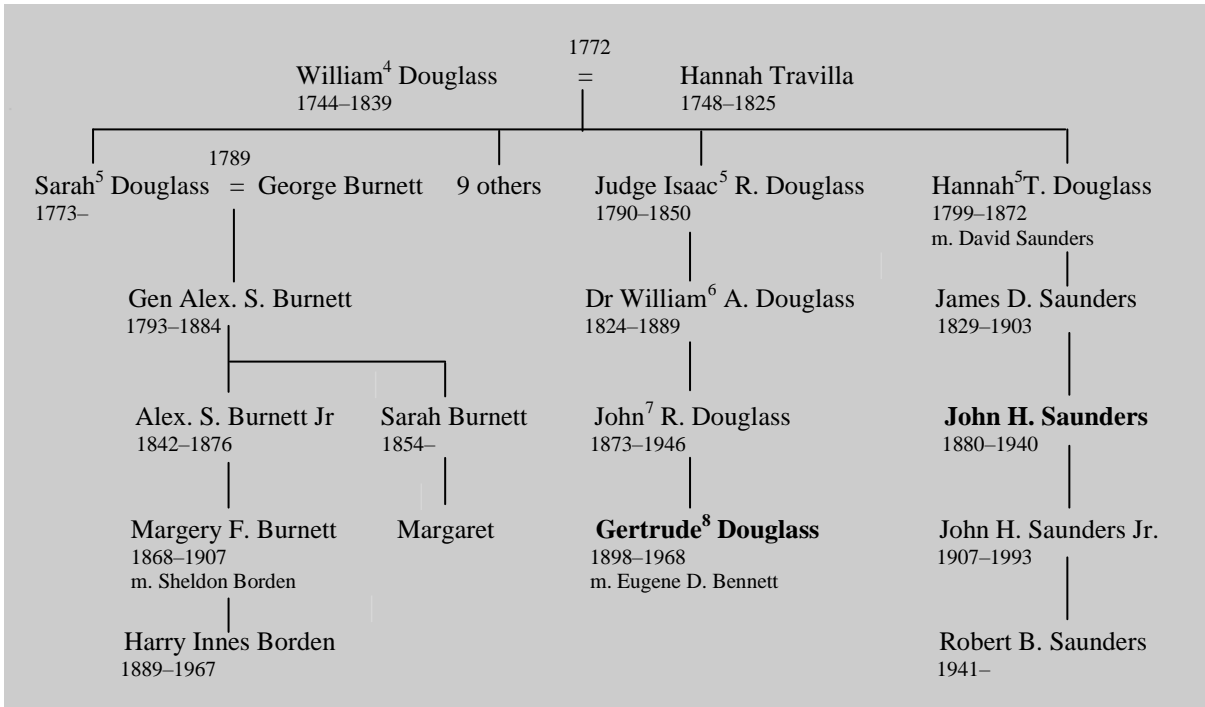 1772
William⁴ Douglass = Hannah Travilla
1744–1839 1748–1825
1789
Sarah⁵ Douglass = George Burnett 9 others Judge Isaac⁵ R. Douglass Hannah⁵T. Douglass
1773– 1790–1850 1799–1872
m. David Saunders
Gen Alex. S. Burnett Dr William⁶ A. Douglass James D. Saunders
1793–1884 1824–1889 1829–1903
Alex. S. Burnett Jr Sarah Burnett John⁷ R. Douglass John H. Saunders
1842–1876 1854– 1873–1946 1880–1940
Margery F. Burnett Margaret Gertrude⁸ Douglass John H. Saunders Jr.
1868–1907 1898–1968 1907–1993
m. Sheldon Borden m. Eugene D. Bennett
Harry Innes Borden Robert B. Saunders
1889–1967 1941–